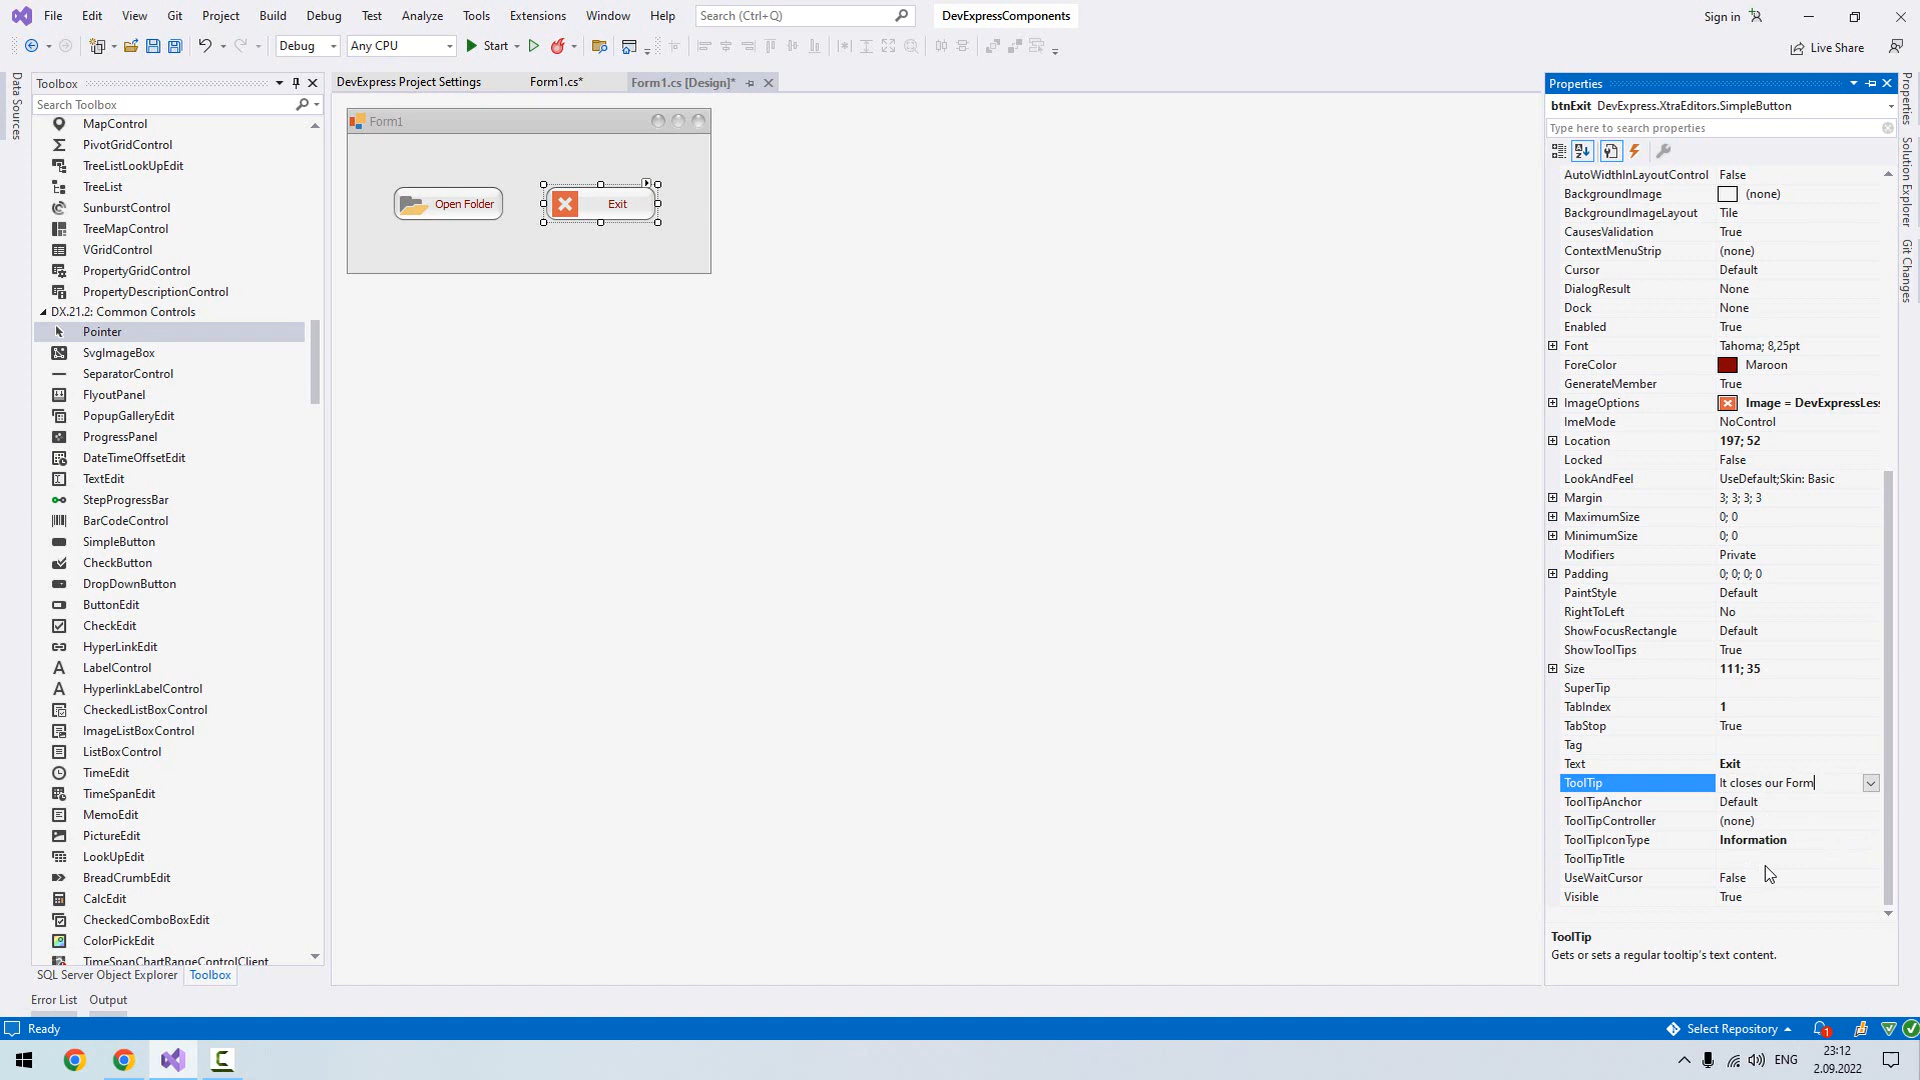 File Edit View Git Project Build Debug Test Analyze Tools Extensions Window Help Search (Ctrl+Q) DevExpressComponents Sign in
Debug Any CPU Start Live Share
Data Sources
Toolbox
Search Toolbox
MapControl
PivotGridControl
TreeListLookUpEdit
TreeList
SunburstControl
TreeMapControl
VGridControl
PropertyGridControl
PropertyDescriptionControl
DX.21.2: Common Controls
Pointer
SvgImageBox
SeparatorControl
FlyoutPanel
PopupGalleryEdit
ProgressPanel
DateTimeOffsetEdit
TextEdit
StepProgressBar
BarCodeControl
SimpleButton
CheckButton
DropDownButton
ButtonEdit
CheckEdit
HyperLinkEdit
LabelControl
HyperlinkLabelControl
CheckedListBoxControl
ImageListBoxControl
ListBoxControl
TimeEdit
TimeSpanEdit
MemoEdit
PictureEdit
LookUpEdit
BreadCrumbEdit
CalcEdit
CheckedComboBoxEdit
ColorPickEdit
TimeSpanChartRangeControlClient
SQL Server Object Explorer Toolbox
Error List Output
DevExpress Project Settings Form1.cs* Form1.cs [Design]*
Form1
Open Folder Exit
Properties
btnExit DevExpress.XtraEditors.SimpleButton
Type here to search properties
AutoWidthInLayoutControl False
BackgroundImage (none)
BackgroundImageLayout Tile
CausesValidation True
ContextMenuStrip (none)
Cursor Default
DialogResult None
Dock None
Enabled True
Font Tahoma; 8,25pt
ForeColor Maroon
GenerateMember True
ImageOptions Image = DevExpressLess
ImeMode NoControl
Location 197; 52
Locked False
LookAndFeel UseDefault;Skin: Basic
Margin 3; 3; 3; 3
MaximumSize 0; 0
MinimumSize 0; 0
Modifiers Private
Padding 0; 0; 0; 0
PaintStyle Default
RightToLeft No
ShowFocusRectangle Default
ShowToolTips True
Size 111; 35
SuperTip
TabIndex 1
TabStop True
Tag
Text Exit
ToolTip It closes our Form
ToolTipAnchor Default
ToolTipController (none)
ToolTipIconType Information
ToolTipTitle
UseWaitCursor False
Visible True
ToolTip
Gets or sets a regular tooltip's text content.
Properties
Solution Explorer
Git Changes
Ready Select Repository 1
ENG 23:12
2.09.2022